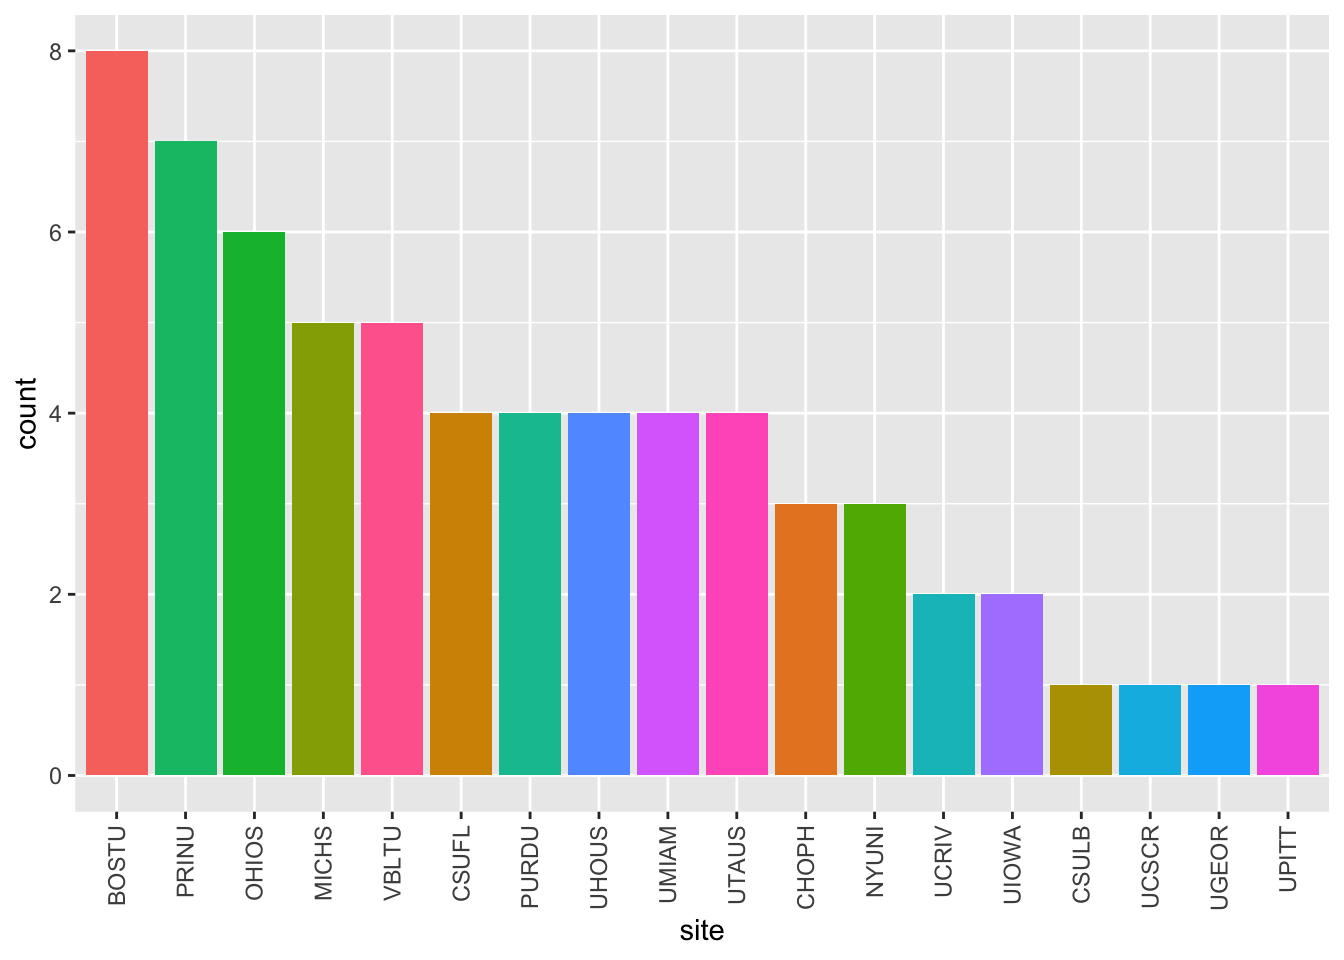 8
6
4
2
0
count
BOSTU
PRINU
OHIOS
MICHS
VBLTU
CSUFL
PURDU
UHOUS
UMIAM
UTAUS
CHOPH
NYUNI
UCRIV
UIOWA
CSULB
UCSCR
UGEOR
UPITT
site